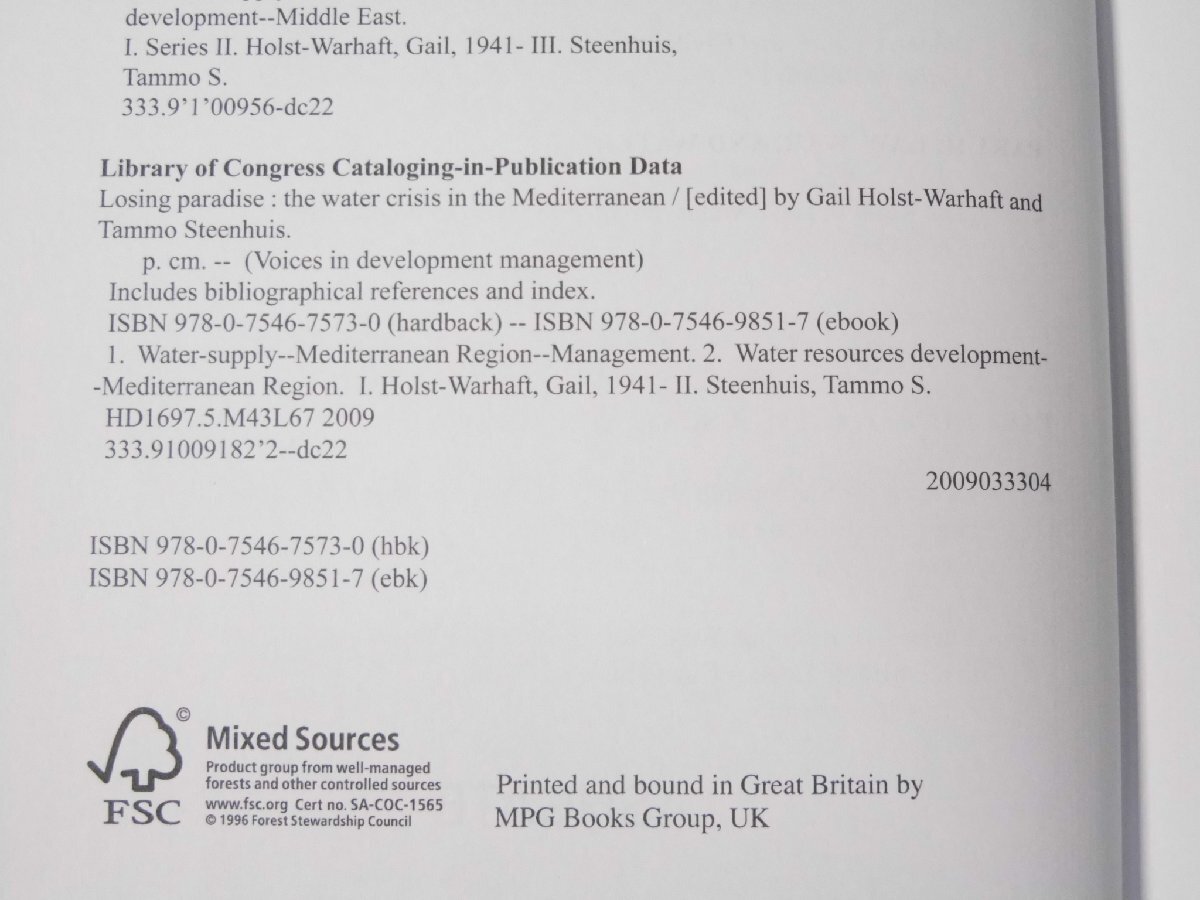 development--Middle East.
I. Series II. Holst-Warhaft, Gail, 1941- III. Steenhuis,
Tammo S.
333.9'1'00956-dc22
Library of Congress Cataloging-in-Publication Data
Losing paradise : the water crisis in the Mediterranean / [edited] by Gail Holst-Warhaft and
Tammo Steenhuis.
p. cm. -- (Voices in development management)
Includes bibliographical references and index.
ISBN 978-0-7546-7573-0 (hardback) -- ISBN 978-0-7546-9851-7 (ebook)
1. Water-supply--Mediterranean Region--Management. 2. Water resources development-
-Mediterranean Region. I. Holst-Warhaft, Gail, 1941- II. Steenhuis, Tammo S.
HD1697.5.M43L67 2009
333.91009182'2--dc22
2009033304
ISBN 978-0-7546-7573-0 (hbk)
ISBN 978-0-7546-9851-7 (ebk)
©
FSC
Mixed Sources
Product group from well-managed
forests and other controlled sources
www.fsc.org Cert no. SA-COC-1565
© 1996 Forest Stewardship Council
Printed and bound in Great Britain by
MPG Books Group, UK